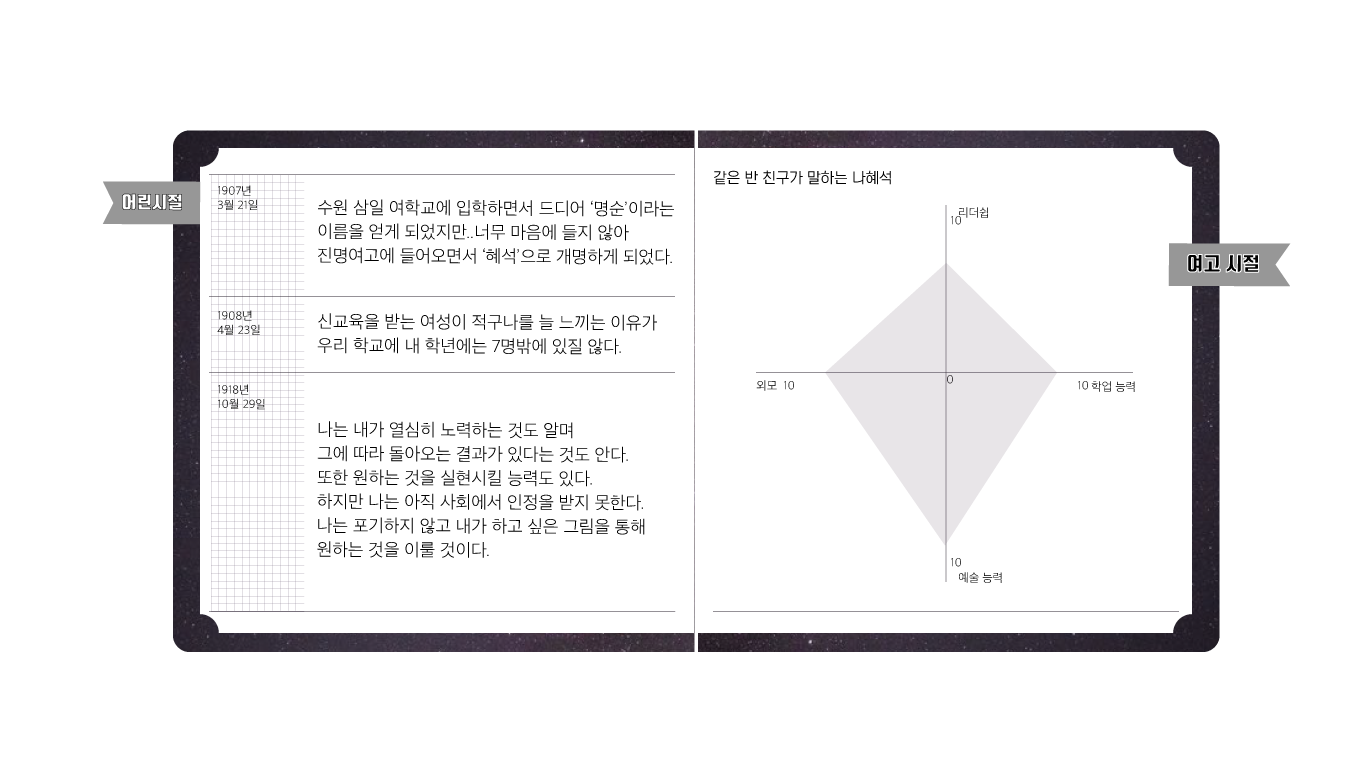 어린시절
1907년
3월 21일
수원 삼일 여학교에 입학하면서 드디어 ‘명순’이라는
이름을 얻게 되었지만..너무 마음에 들지 않아
진명여고에 들어오면서 ‘혜석’으로 개명하게 되었다.
1908년
4월 23일
신교육을 받는 여성이 적구나를 늘 느끼는 이유가
우리 학교에 내 학년에는 7명밖에 있질 않다.
1918년
10월 29일
나는 내가 열심히 노력하는 것도 알며
그에 따라 돌아오는 결과가 있다는 것도 안다.
또한 원하는 것을 실현시킬 능력도 있다.
하지만 나는 아직 사회에서 인정을 받지 못한다.
나는 포기하지 않고 내가 하고 싶은 그림을 통해
원하는 것을 이룰 것이다.
같은 반 친구가 말하는 나혜석
리더쉽
10
여고 시절
0
외모 10
10 학업 능력
10
예술 능력